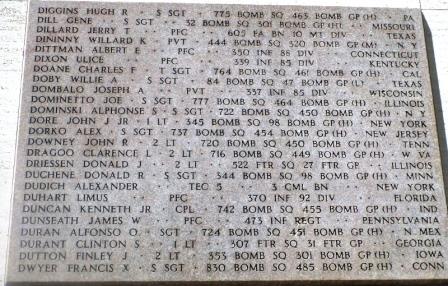 DIGGINS HUGH R · S SGT · 775 BOMB SQ 463 BOMB GP (H) · PA
DILL GENE · S SGT · 32 BOMB SQ 301 BOMB GP (H) · MISSOURI
DILLARD JERRY T · PFC · 605 FA BN 10 MT DIV · TEXAS
DININNY WILLARD K · PVT · 444 BOMB SQ 320 BOMB GP (M) · N Y
DITTMAN ALBERT E · PFC · 350 INF 88 DIV · CONNECTICUT
DIXON ULICE · PFC · 339 INF 85 DIV · KENTUCKY
DOANE CHARLES F · T SGT · 764 BOMB SQ 461 BOMB GP (H) · CAL
DOBY WILLIE A · S SGT · 84 BOMB SQ 47 BOMB GP (L) · TEXAS
DOMBALO JOSEPH A · PVT · 337 INF 85 DIV · WISCONSIN
DOMINETTO JOE · S SGT · 777 BOMB SQ 464 BOMB GP (H) · ILLINOIS
DOMINSKI ALPHONSE S · S SGT · 722 BOMB SQ 450 BOMB GP (H) · N Y
DORE JOHN J JR · 1 LT · 345 BOMB SQ 98 BOMB GP (H) · NEW YORK
DORKO ALEX · S SGT · 737 BOMB SQ 454 BOMB GP (H) · NEW JERSEY
DOWNEY JOHN R · 2 LT · 720 BOMB SQ 450 BOMB GP (H) · TENN
DRAGOO CLARENCE L · 2 LT · 716 BOMB SQ 449 BOMB GP (H) · W VA
DRIESSEN DONALD J · 2 LT · 522 FTR SQ 27 FTR GP · ILLINOIS
DUCHENE DONALD R · S SGT · 344 BOMB SQ 98 BOMB GP (H) · MINN
DUDICH ALEXANDER · TEC 5 · 3 CML BN · NEW YORK
DUHART LIMUS · PFC · 370 INF 92 DIV · FLORIDA
DUNCAN KENNETH JR · CPL · 742 BOMB SQ 455 BOMB GP (H) · IND
DUNSEATH JAMES W · PFC · 473 INF REGT · PENNSYLVANIA
DURAN ALFONSO O · SGT · 724 BOMB SQ 451 BOMB GP (H) · N MEX
DURANT CLINTON S · 1 LT · 307 FTR SQ 31 FTR GP · GEORGIA
DUTTON FINLEY J · 2 LT · 353 BOMB SQ 301 BOMB GP (H) · IOWA
DWYER FRANCIS X · S SGT · 830 BOMB SQ 485 BOMB GP (H) · CONN